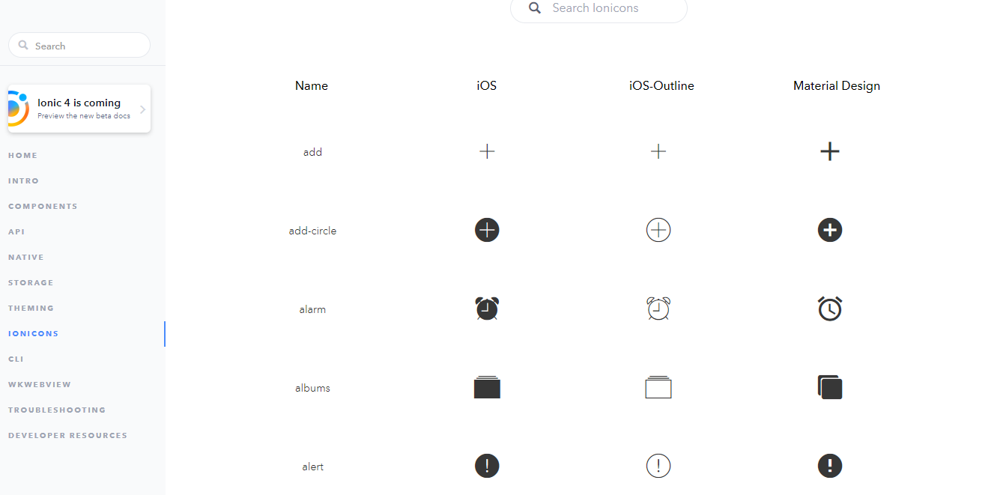 Search
Ionic 4 is coming
Preview the new beta docs
HOME
INTRO
COMPONENTS
API
NATIVE
STORAGE
THEMING
IONICONS
CLI
WKWEBVIEW
TROUBLESHOOTING
DEVELOPER RESOURCES
Search Ionicons
Name iOS iOS-Outline Material Design
add
add-circle
alarm
albums
alert